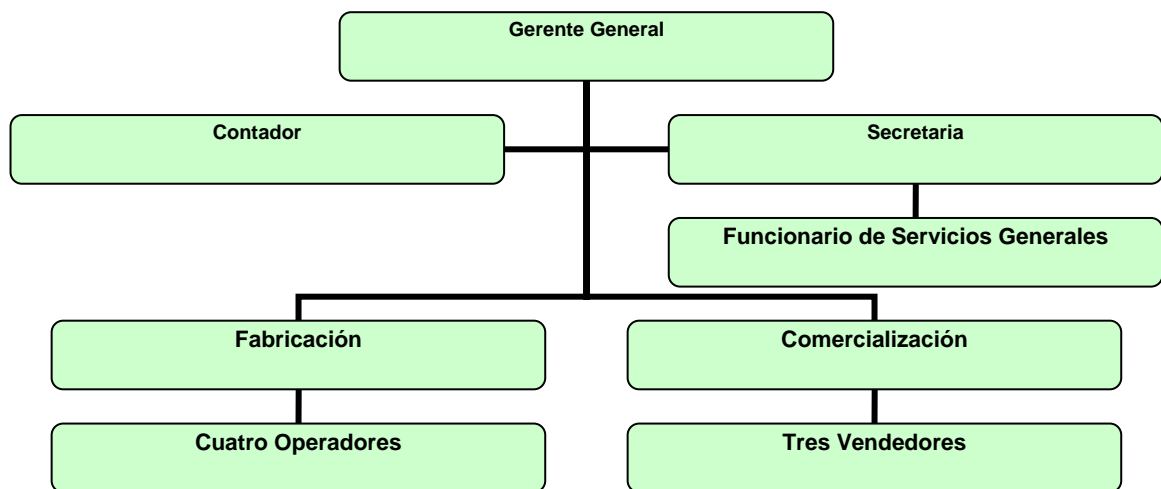 Gerente General
Contador
Secretaria
Funcionario de Servicios Generales
Fabricación
Comercialización
Cuatro Operadores
Tres Vendedores